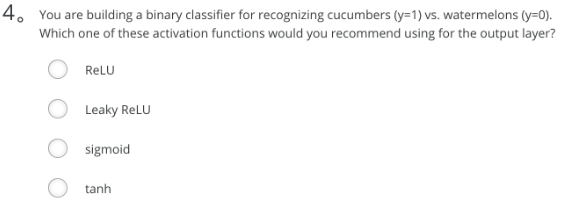 4. You are building a binary classifier for recognizing cucumbers (y=1) vs. watermelons (y=0).
Which one of these activation functions would you recommend using for the output layer?
ReLU
Leaky ReLU
sigmoid
tanh